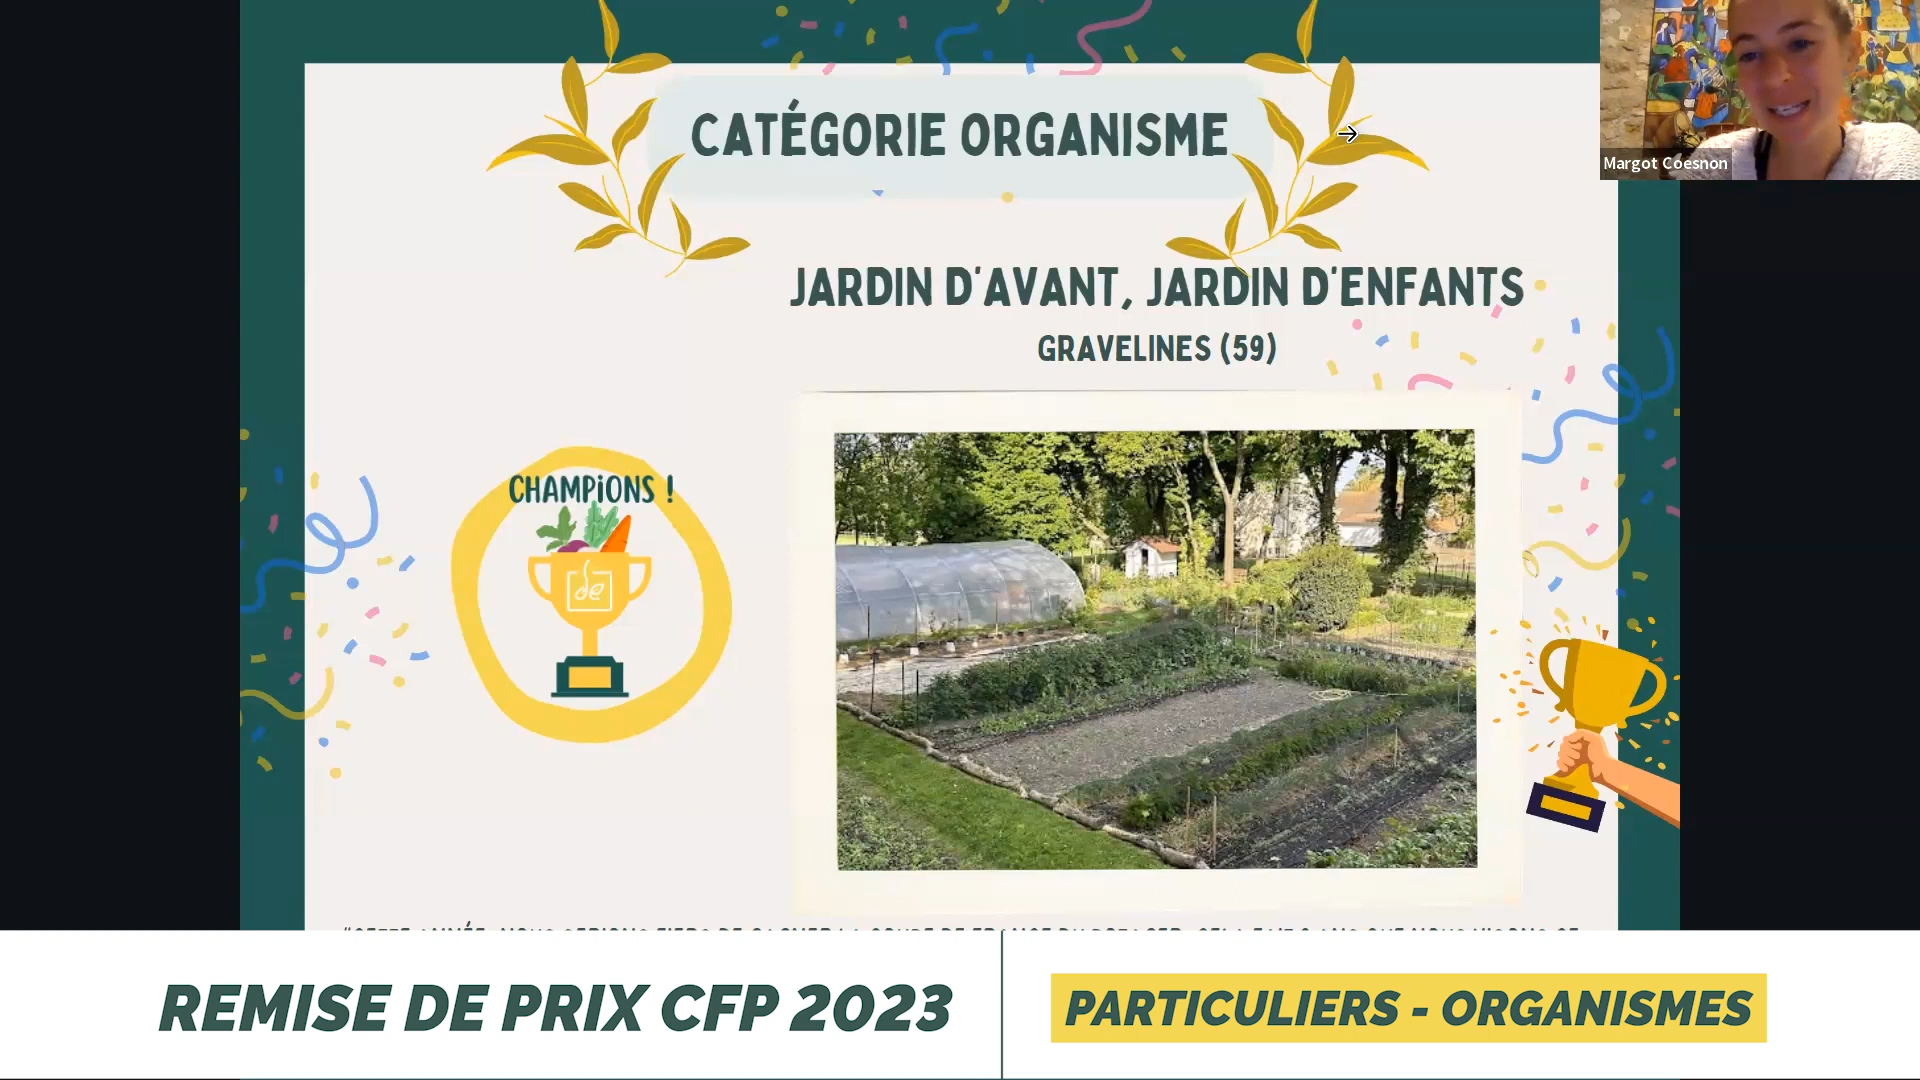 CATÉGORIE ORGANISME
Margot Coesnon
JARDIN D'AVANT, JARDIN D'ENFANTS
GRAVELINES (59)
CHAMPiONS !
REMISE DE PRIX CFP 2023
PARTICULIERS - ORGANISMES